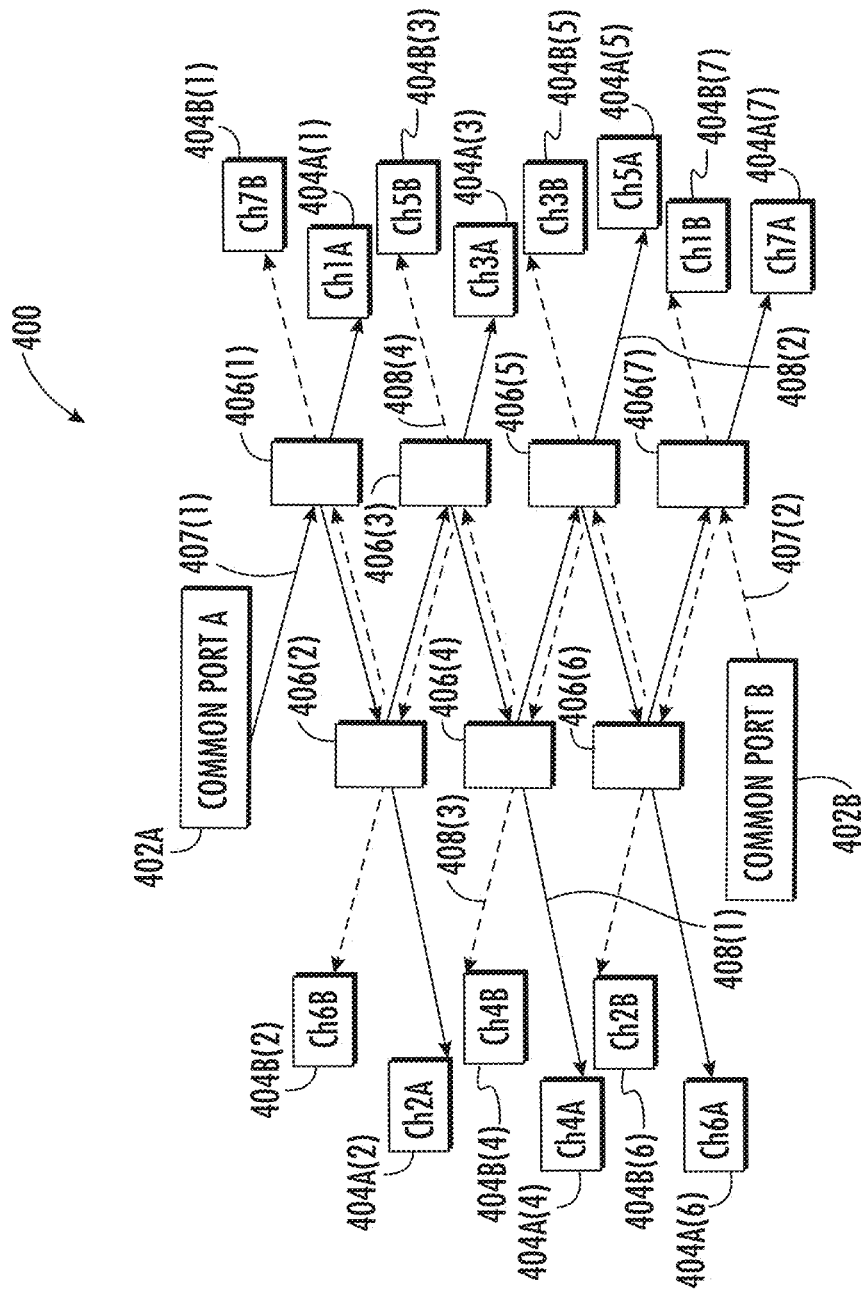 400
402A
COMMON PORT A
407(1)
406(1)
Ch7B
404B(1)
Ch1A
404A(1)
404B(2)
Ch6B
406(2)
406(3)
408(4)
Ch5B
404B(3)
404A(2)
Ch2A
Ch3A
404A(3)
404B(4)
Ch4B
408(3)
406(4)
406(5)
Ch3B
404B(5)
404A(4)
Ch4A
Ch5A
404A(5)
404B(6)
Ch2B
406(6)
406(7)
Ch1B
404B(7)
404A(6)
Ch6A
408(1)
COMMON PORT B
402B
407(2)
408(2)
Ch7A
404A(7)